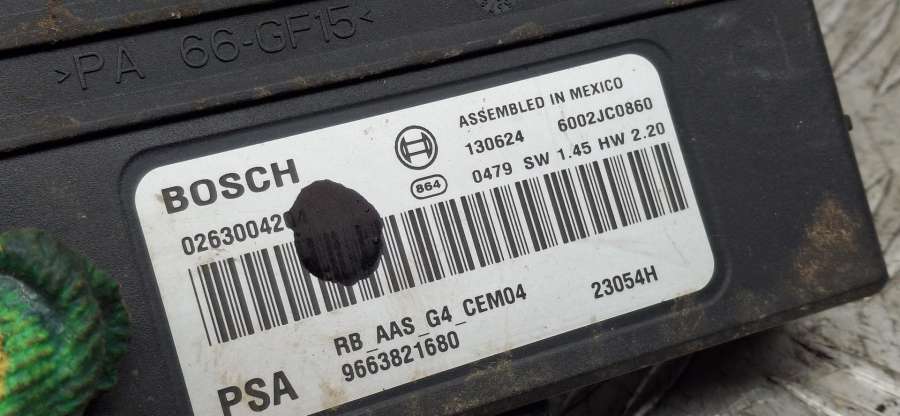 >PA 66-GF15<
ASSEMBLED IN MEXICO
130624 6002JC0860
864 0479 SW 1.45 HW 2.20
BOSCH
RB_AAS_G4_CEM04 23054H
9663821680
PSA